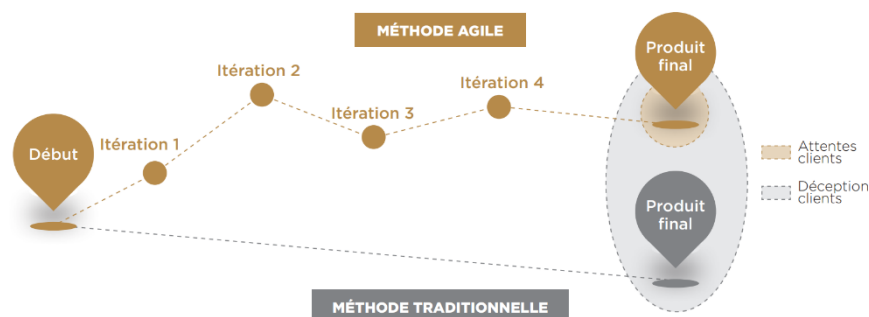 MÉTHODE AGILE
Produit
final
Itération 2
Itération 4
Itération 3
Itération 1
Début
Attentes
clients
Déception
clients
Produit
final
MÉTHODE TRADITIONNELLE